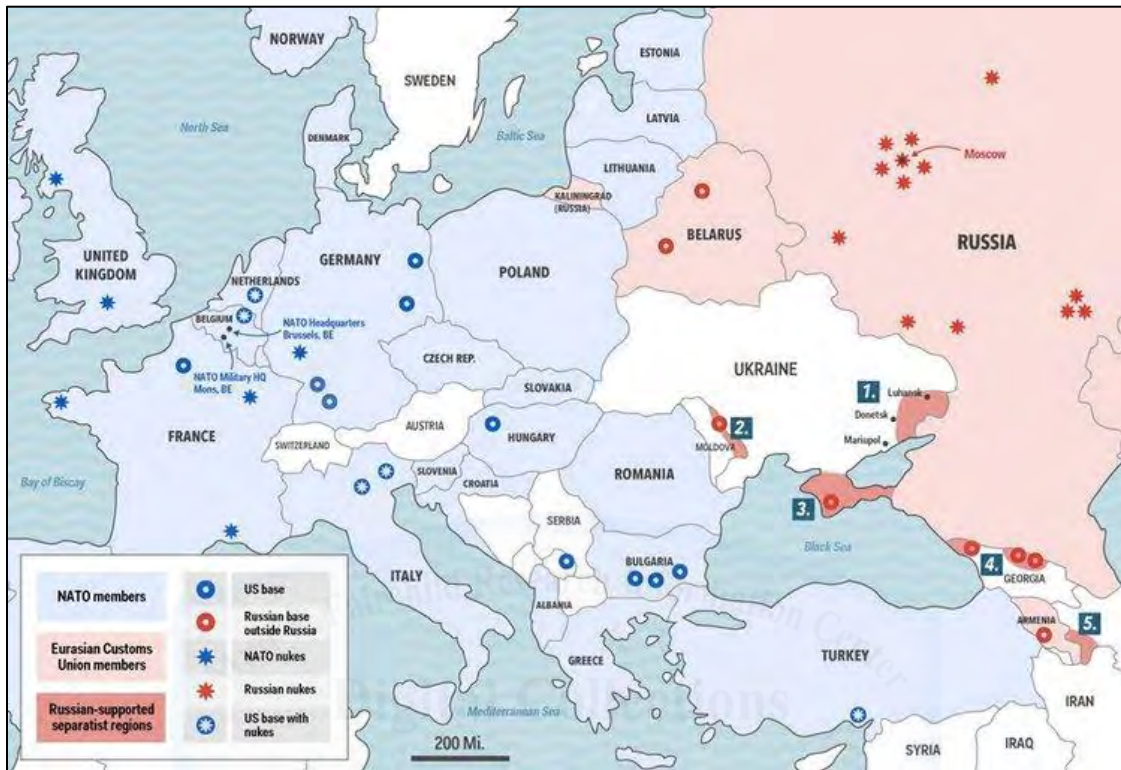 NORWAY
SWEDEN
ESTONIA
North Sea
Baltic Sea
LATVIA
DENMARK
LITHUANIA
Moscow
KALININGRAD
(RUSSIA)
BELARUS
RUSSIA
UNITED
KINGDOM
NETHERLANDS
GERMANY
POLAND
BELGIUM
NATO Headquarters
Brussels, BE
NATO Military HQ
Mons, BE
CZECH REP.
SLOVAKIA
UKRAINE
1.
Luhansk
Donetsk
Mariupol
FRANCE
SWITZERLAND
AUSTRIA
HUNGARY
2.
MOLDOVA
Bay of Biscay
SLOVENIA
CROATIA
ROMANIA
3.
SERBIA
Black Sea
ITALY
BULGARIA
4.
GEORGIA
ALBANIA
ARMENIA
5.
GREECE
TURKEY
IRAN
Mediterranean Sea
SYRIA
IRAQ
NATO members
Eurasian Customs
Union members
Russian-supported
separatist regions
US base
Russian base
outside Russia
NATO nukes
Russian nukes
US base with
nukes
200 Mi.
Center